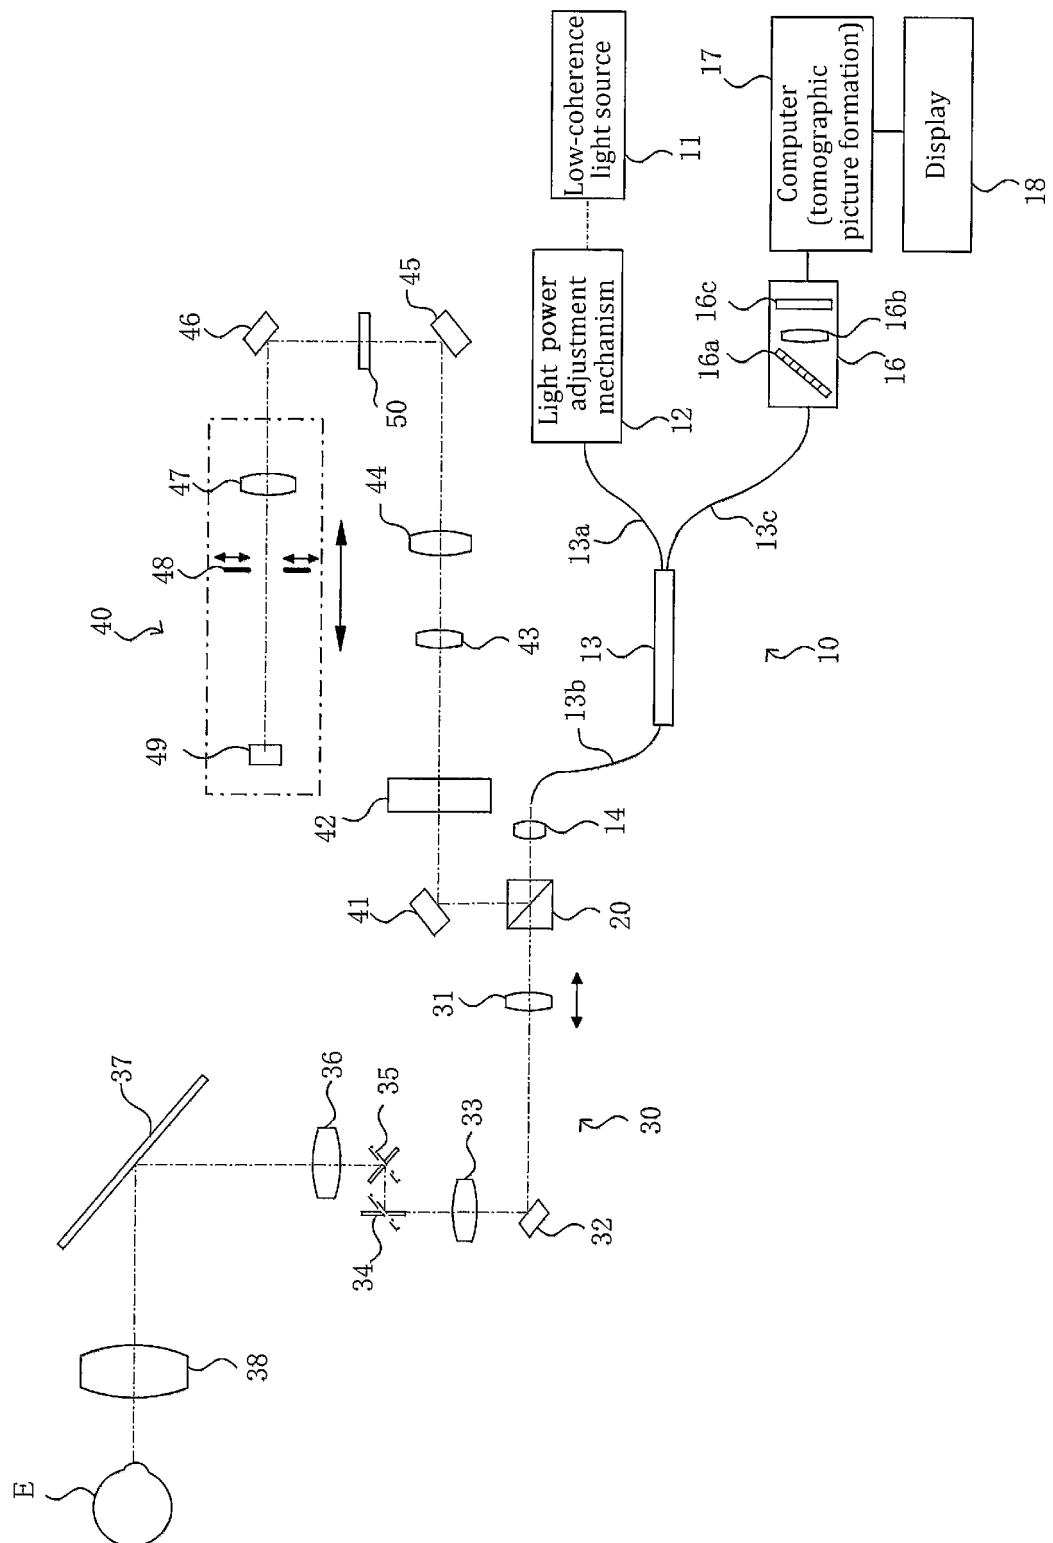 E
38
37
36
35
34
33
32
31
30
40
49
48
47
46
45
50
44
43
42
41
20
14
13b
13
13a
13c
10
Low-coherence
light source
11
Light power
adjustment
mechanism
12
16a
16b
16c
16
Computer
(tomographic
picture formation)
17
Display
18